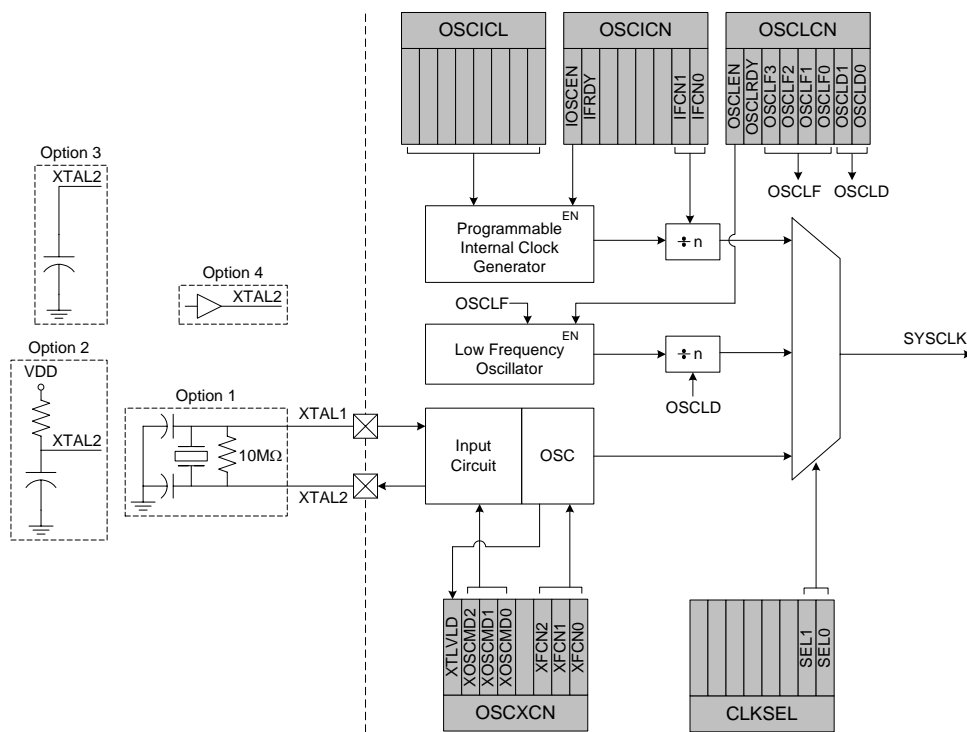 OSCICL
OSCICN
OSCLCN
IOSCEN
IFRDY
IFCN1
IFCN0
OSCLEN
OSCLRDY
OSCLF3
OSCLF2
OSCLF1
OSCLF0
OSCLD1
OSCLD0
OSCLF
OSCLD
Option 3
XTAL2
Option 4
XTAL2
EN
Programmable
Internal Clock
Generator
÷ n
OSCLF
EN
Low Frequency
Oscillator
÷ n
OSCLD
SYSCLK
Option 2
VDD
XTAL2
Option 1
10MΩ
XTAL1
XTAL2
Input
Circuit
OSC
XTLVLD
XOSCMD2
XOSCMD1
XOSCMD0
XFCN2
XFCN1
XFCN0
OSCXCN
SEL1
SEL0
CLKSEL